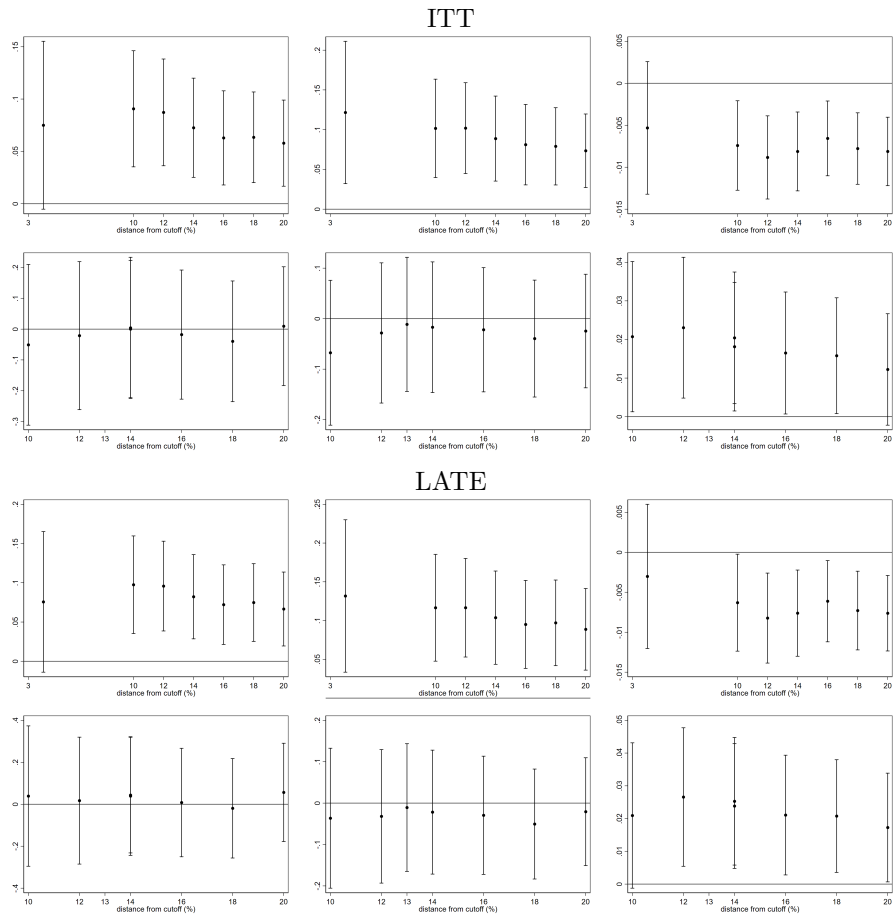 ITT
0 .05 .1 .15
3 10 12 14 16 18 20
distance from cutoff (%)
0 .05 .1 .15 .2
3 10 12 14 16 18 20
distance from cutoff (%)
-.015 -.01 -.005 0 .005
3 10 12 14 16 18 20
distance from cutoff (%)
-.3 -.2 -.1 0 .1 .2
10 12 13 14 16 18 20
distance from cutoff (%)
-.2 -.1 0 .1
10 12 13 14 16 18 20
distance from cutoff (%)
0 .01 .02 .03 .04
10 12 13 14 16 18 20
distance from cutoff (%)
LATE
0 .05 .1 .15 .2
3 10 12 14 16 18 20
distance from cutoff (%)
.05 .1 .15 .2 .25
3 10 12 14 16 18 20
distance from cutoff (%)
-.015 -.01 -.005 0 .005
3 10 12 14 16 18 20
distance from cutoff (%)
-.4 -.2 0 .2 .4
10 12 13 14 16 18 20
distance from cutoff (%)
-.2 -.1 0 .1 .2
10 12 13 14 16 18 20
distance from cutoff (%)
0 .01 .02 .03 .04 .05
10 12 13 14 16 18 20
distance from cutoff (%)